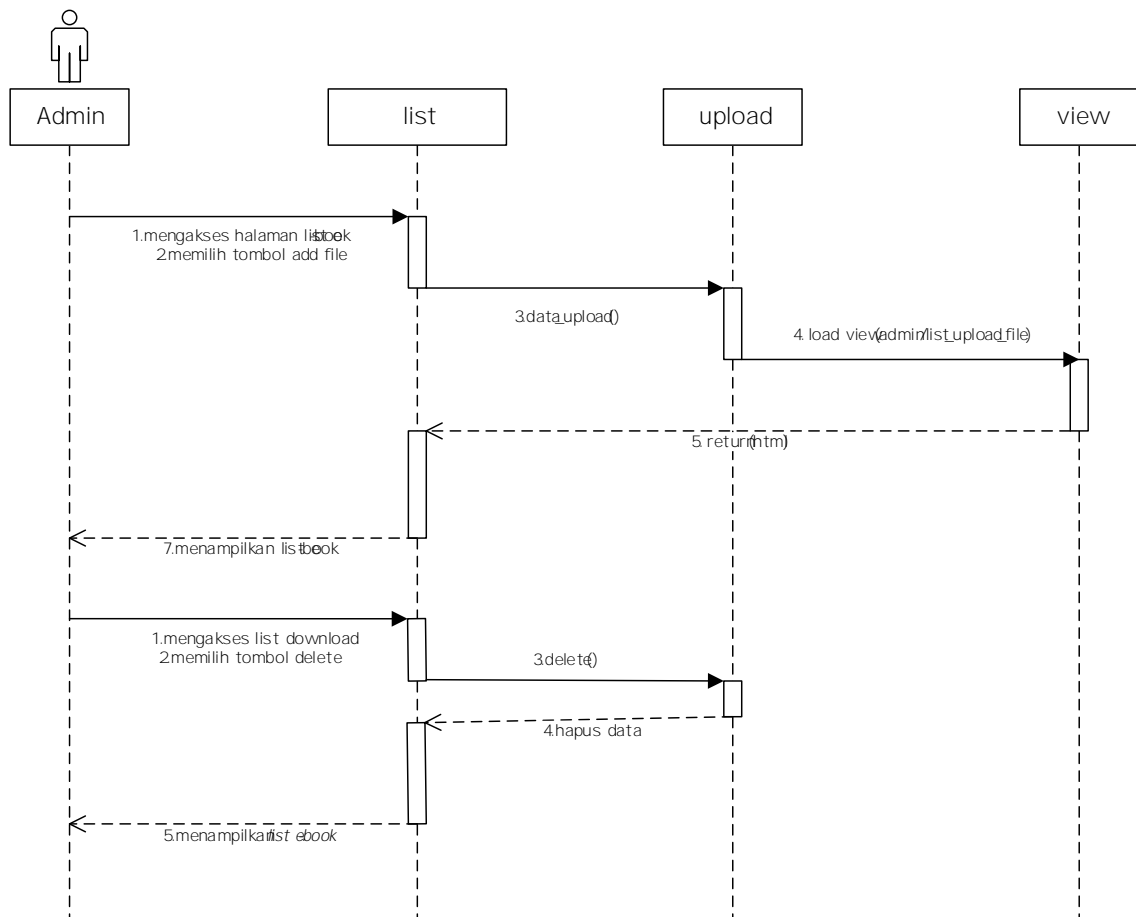 Admin
list
upload
view
1.mengakses halaman list e-book
2.memilih tombol add file
3.data_upload()
4. load view(admin/list_upload_file)
5. return(html)
7.menampilkan list e-book
1.mengakses list download
2.memilih tombol delete
3.delete()
4.hapus data
5.menampilkan list ebook